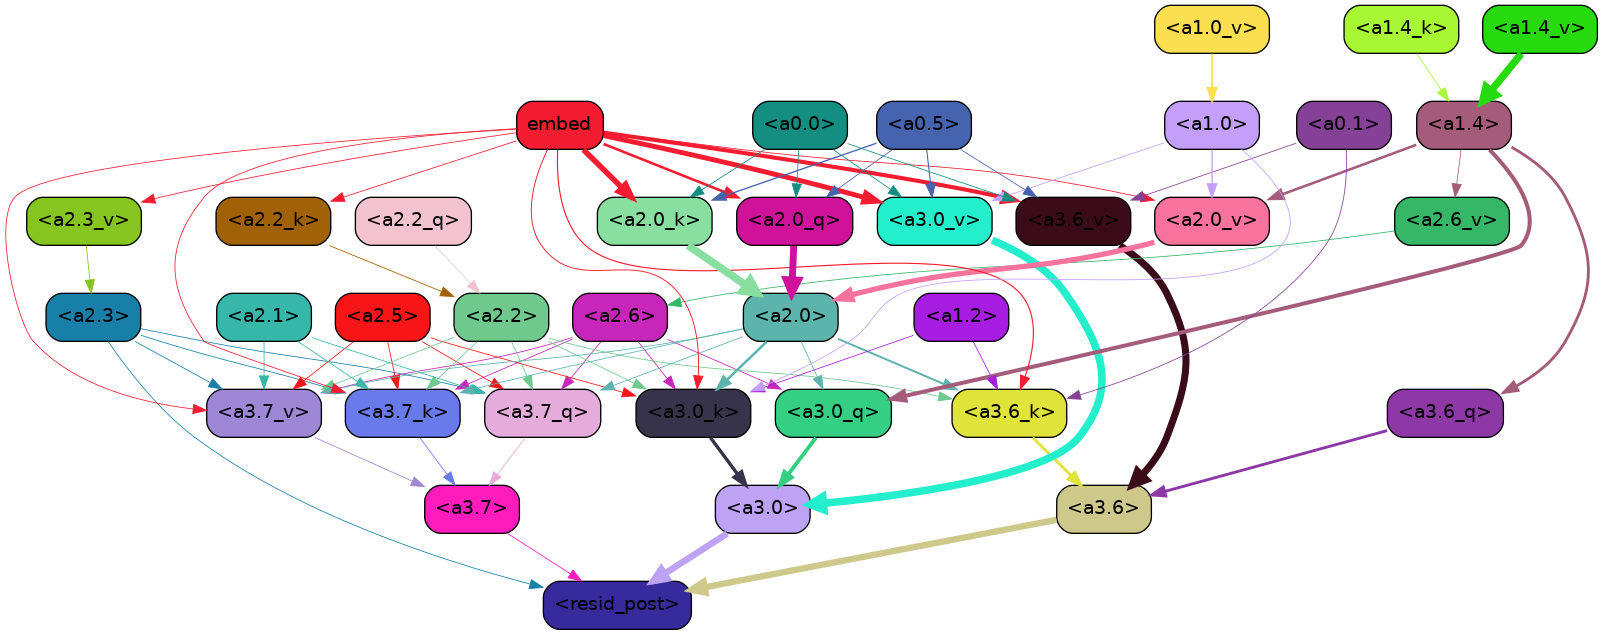 <a1.0_v>
<a1.4_k>
<a1.4_v>
embed
<a0.0>
<a0.5>
<a1.0>
<a0.1>
<a1.4>
<a2.3_v>
<a2.2_k>
<a2.2_q>
<a2.0_k>
<a2.0_q>
<a3.0_v>
<a3.6_v>
<a2.0_v>
<a2.6_v>
<a2.3>
<a2.1>
<a2.5>
<a2.2>
<a2.6>
<a2.0>
<a1.2>
<a3.7_v>
<a3.7_k>
<a3.7_q>
<a3.0_k>
<a3.0_q>
<a3.6_k>
<a3.6_q>
<a3.7>
<a3.0>
<a3.6>
<resid_post>